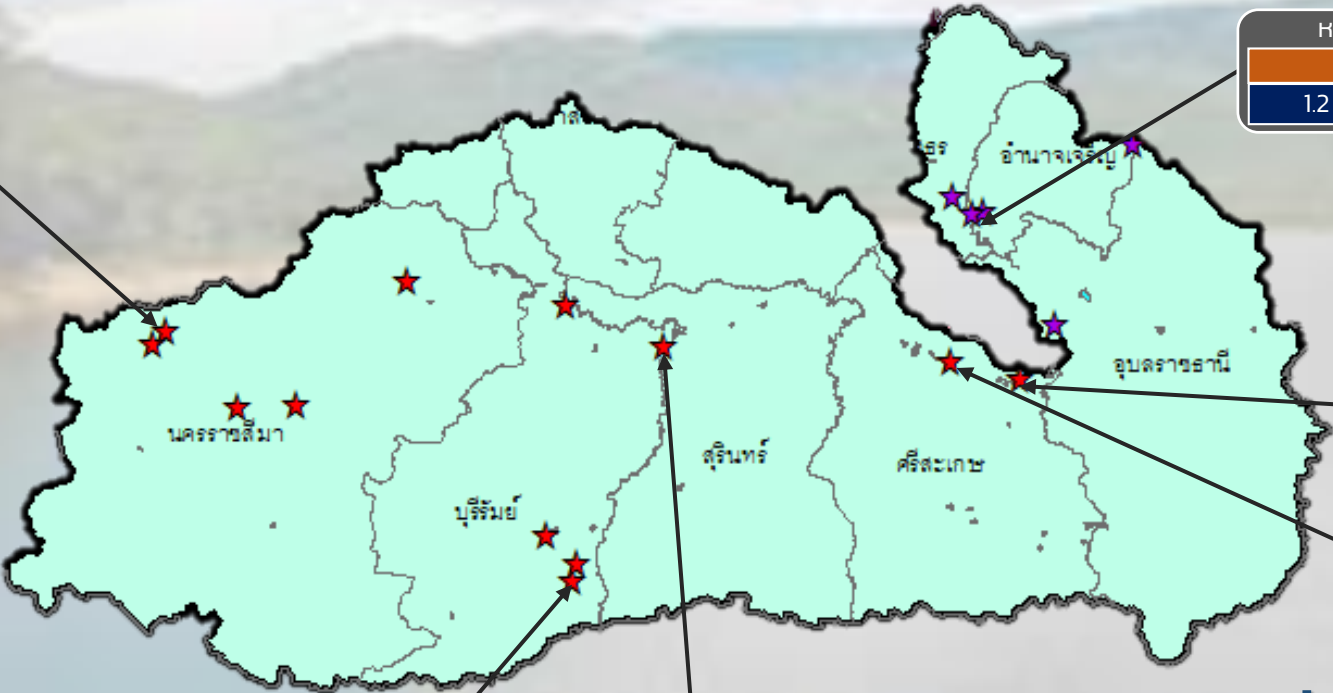 1.2
อำนาจเจริญ
อุบลราชธานี
นครราชสีมา
สุรินทร์
ศรีสะเกษ
บุรีรัมย์